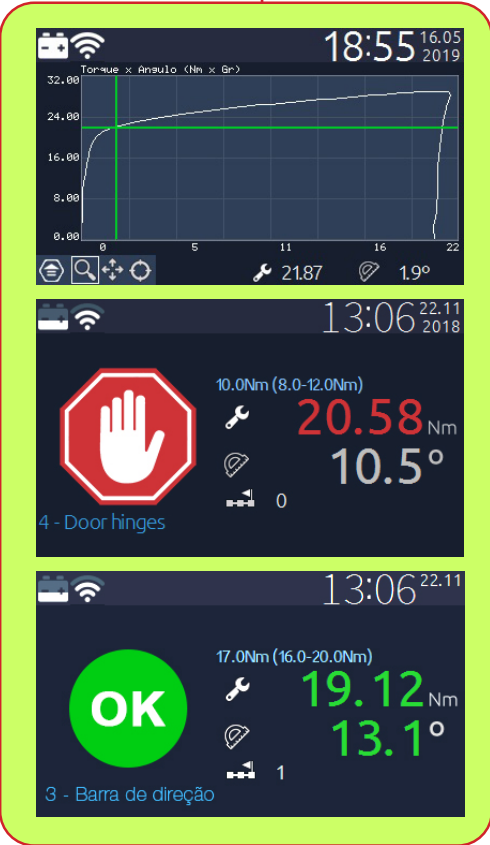 18:55 16.05
2019
Torque x Angulo (Nm x Gr)
32.00
24.00
16.00
8.00
0.00
0 5 11 16 22
21.87 1.9º
13:06 22.11
2018
10.0Nm (8.0-12.0Nm)
20.58 Nm
10.5°
0
4 - Door hinges
13:06 22.11
17.0Nm (16.0-20.0Nm)
OK
19.12 Nm
13.1°
1
3 - Barra de direção